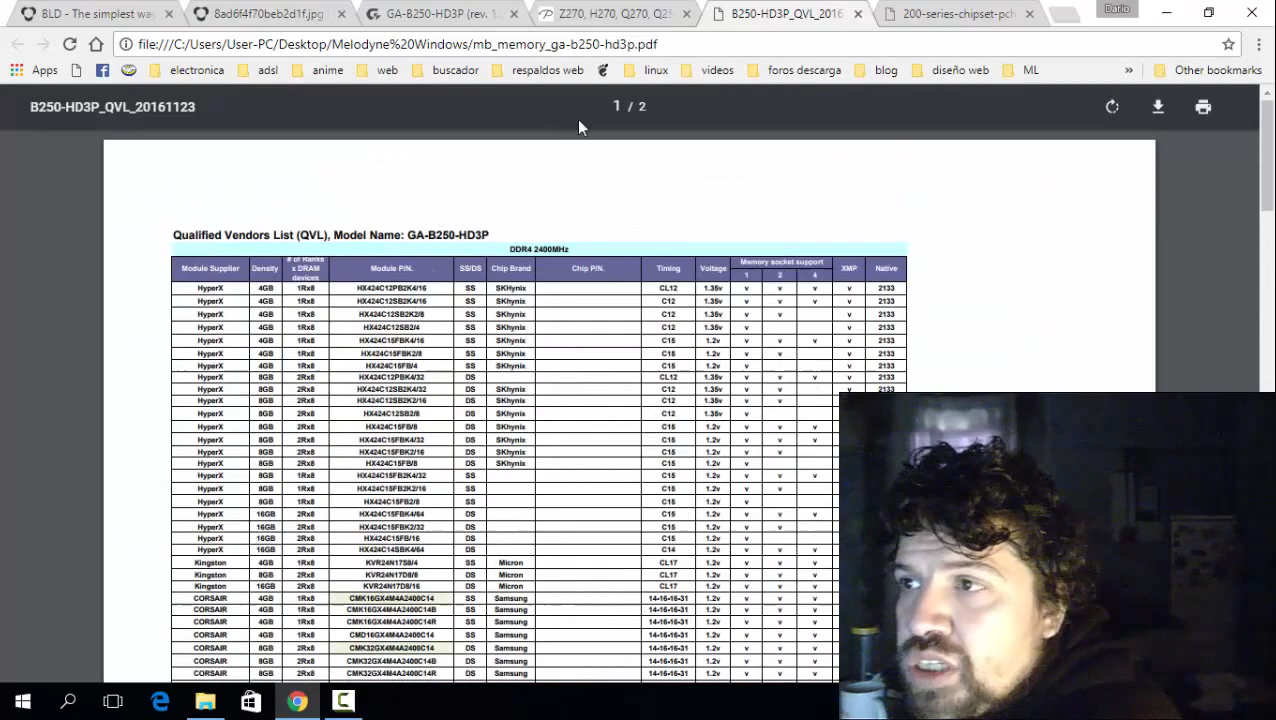 BLD - The simplest way
8ad6f4f70beb2d1f.jpg
GA-B250-HD3P (rev. 1.
Z270, H270, Q270, Q25
B250-HD3P_QVL_2016
200-series-chipset-pch
Dario
file:///C:/Users/User-PC/Desktop/Melodyne%20Windows/mb_memory_ga-b250-hd3p.pdf
Apps electronica adsl anime web buscador respaldos web linux videos foros descarga blog diseño web ML » Other bookmarks
B250-HD3P_QVL_20161123
1 / 2
Qualified Vendors List (QVL), Model Name: GA-B250-HD3P
DDR4 2400MHz
Module Supplier Density # of Ranks x DRAM devices Module P/N. SS/DS Chip Brand Chip P/N. Timing Voltage Memory socket support 1 2 4 XMP Native
HyperX 4GB 1Rx8 HX424C12PB2K4/16 SS SKHynix CL12 1.35v v v v v 2133
HyperX 4GB 1Rx8 HX424C12SB2K4/16 SS SKhynix C12 1.35v v v v v 2133
HyperX 4GB 1Rx8 HX424C12SB2K2/8 SS SKhynix C12 1.35v v v v 2133
HyperX 4GB 1Rx8 HX424C12SB2/4 SS SKhynix C12 1.35v v v 2133
HyperX 4GB 1Rx8 HX424C15FBK4/16 SS SKhynix C15 1.2v v v v v 2133
HyperX 4GB 1Rx8 HX424C15FBK2/8 SS SKhynix C15 1.2v v v v 2133
HyperX 4GB 1Rx8 HX424C15FB/4 SS SKhynix C15 1.2v v v 2133
HyperX 8GB 2Rx8 HX424C12PBK4/32 DS CL12 1.35v v v v v 2133
HyperX 8GB 2Rx8 HX424C12SB2K4/32 DS SKhynix C12 1.35v v v v 2133
HyperX 8GB 2Rx8 HX424C12SB2K2/16 DS SKhynix C12 1.35v v v
HyperX 8GB 2Rx8 HX424C12SB2/8 DS SKhynix C12 1.35v v
HyperX 8GB 2Rx8 HX424C15FB/8 DS SKhynix C15 1.2v v v v
HyperX 8GB 2Rx8 HX424C15FBK4/32 DS SKhynix C15 1.2v v v v
HyperX 8GB 2Rx8 HX424C15FBK2/16 DS SKhynix C15 1.2v v v
HyperX 8GB 2Rx8 HX424C15FB/8 DS SKhynix C15 1.2v v
HyperX 8GB 1Rx8 HX424C15FB2K4/32 SS C15 1.2v v v v
HyperX 8GB 1Rx8 HX424C15FB2K2/16 SS C15 1.2v v v
HyperX 8GB 1Rx8 HX424C15FB2/8 SS C15 1.2v v
HyperX 16GB 2Rx8 HX424C15FBK4/64 DS C15 1.2v v v v
HyperX 16GB 2Rx8 HX424C15FBK2/32 DS C15 1.2v v v
HyperX 16GB 2Rx8 HX424C15FB/16 DS C15 1.2v v
HyperX 16GB 2Rx8 HX424C14SBK4/64 DS C14 1.2v v v v
Kingston 4GB 1Rx8 KVR24N17S8/4 SS Micron CL17 1.2v v v v
Kingston 8GB 2Rx8 KVR24N17D8/8 DS Micron CL17 1.2v v v v
Kingston 16GB 2Rx8 KVR24N17D8/16 DS Micron CL17 1.2v v v v
CORSAIR 4GB 1Rx8 CMK16GX4M4A2400C14 SS Samsung 14-16-16-31 1.2v v v v
CORSAIR 4GB 1Rx8 CMK16GX4M4A2400C14B SS Samsung 14-16-16-31 1.2v v v v
CORSAIR 4GB 1Rx8 CMK16GX4M4A2400C14R SS Samsung 14-16-16-31 1.2v v v v
CORSAIR 4GB 1Rx8 CMD16GX4M4A2400C14 SS Samsung 14-16-16-31 1.2v v v v
CORSAIR 8GB 2Rx8 CMK32GX4M4A2400C14 DS Samsung 14-16-16-31 1.2v v v v
CORSAIR 8GB 2Rx8 CMK32GX4M4A2400C14B DS Samsung 14-16-16-31 1.2v v v v
CORSAIR 8GB 2Rx8 CMK32GX4M4A2400C14R DS Samsung 14-16-16-31 1.2v v v v